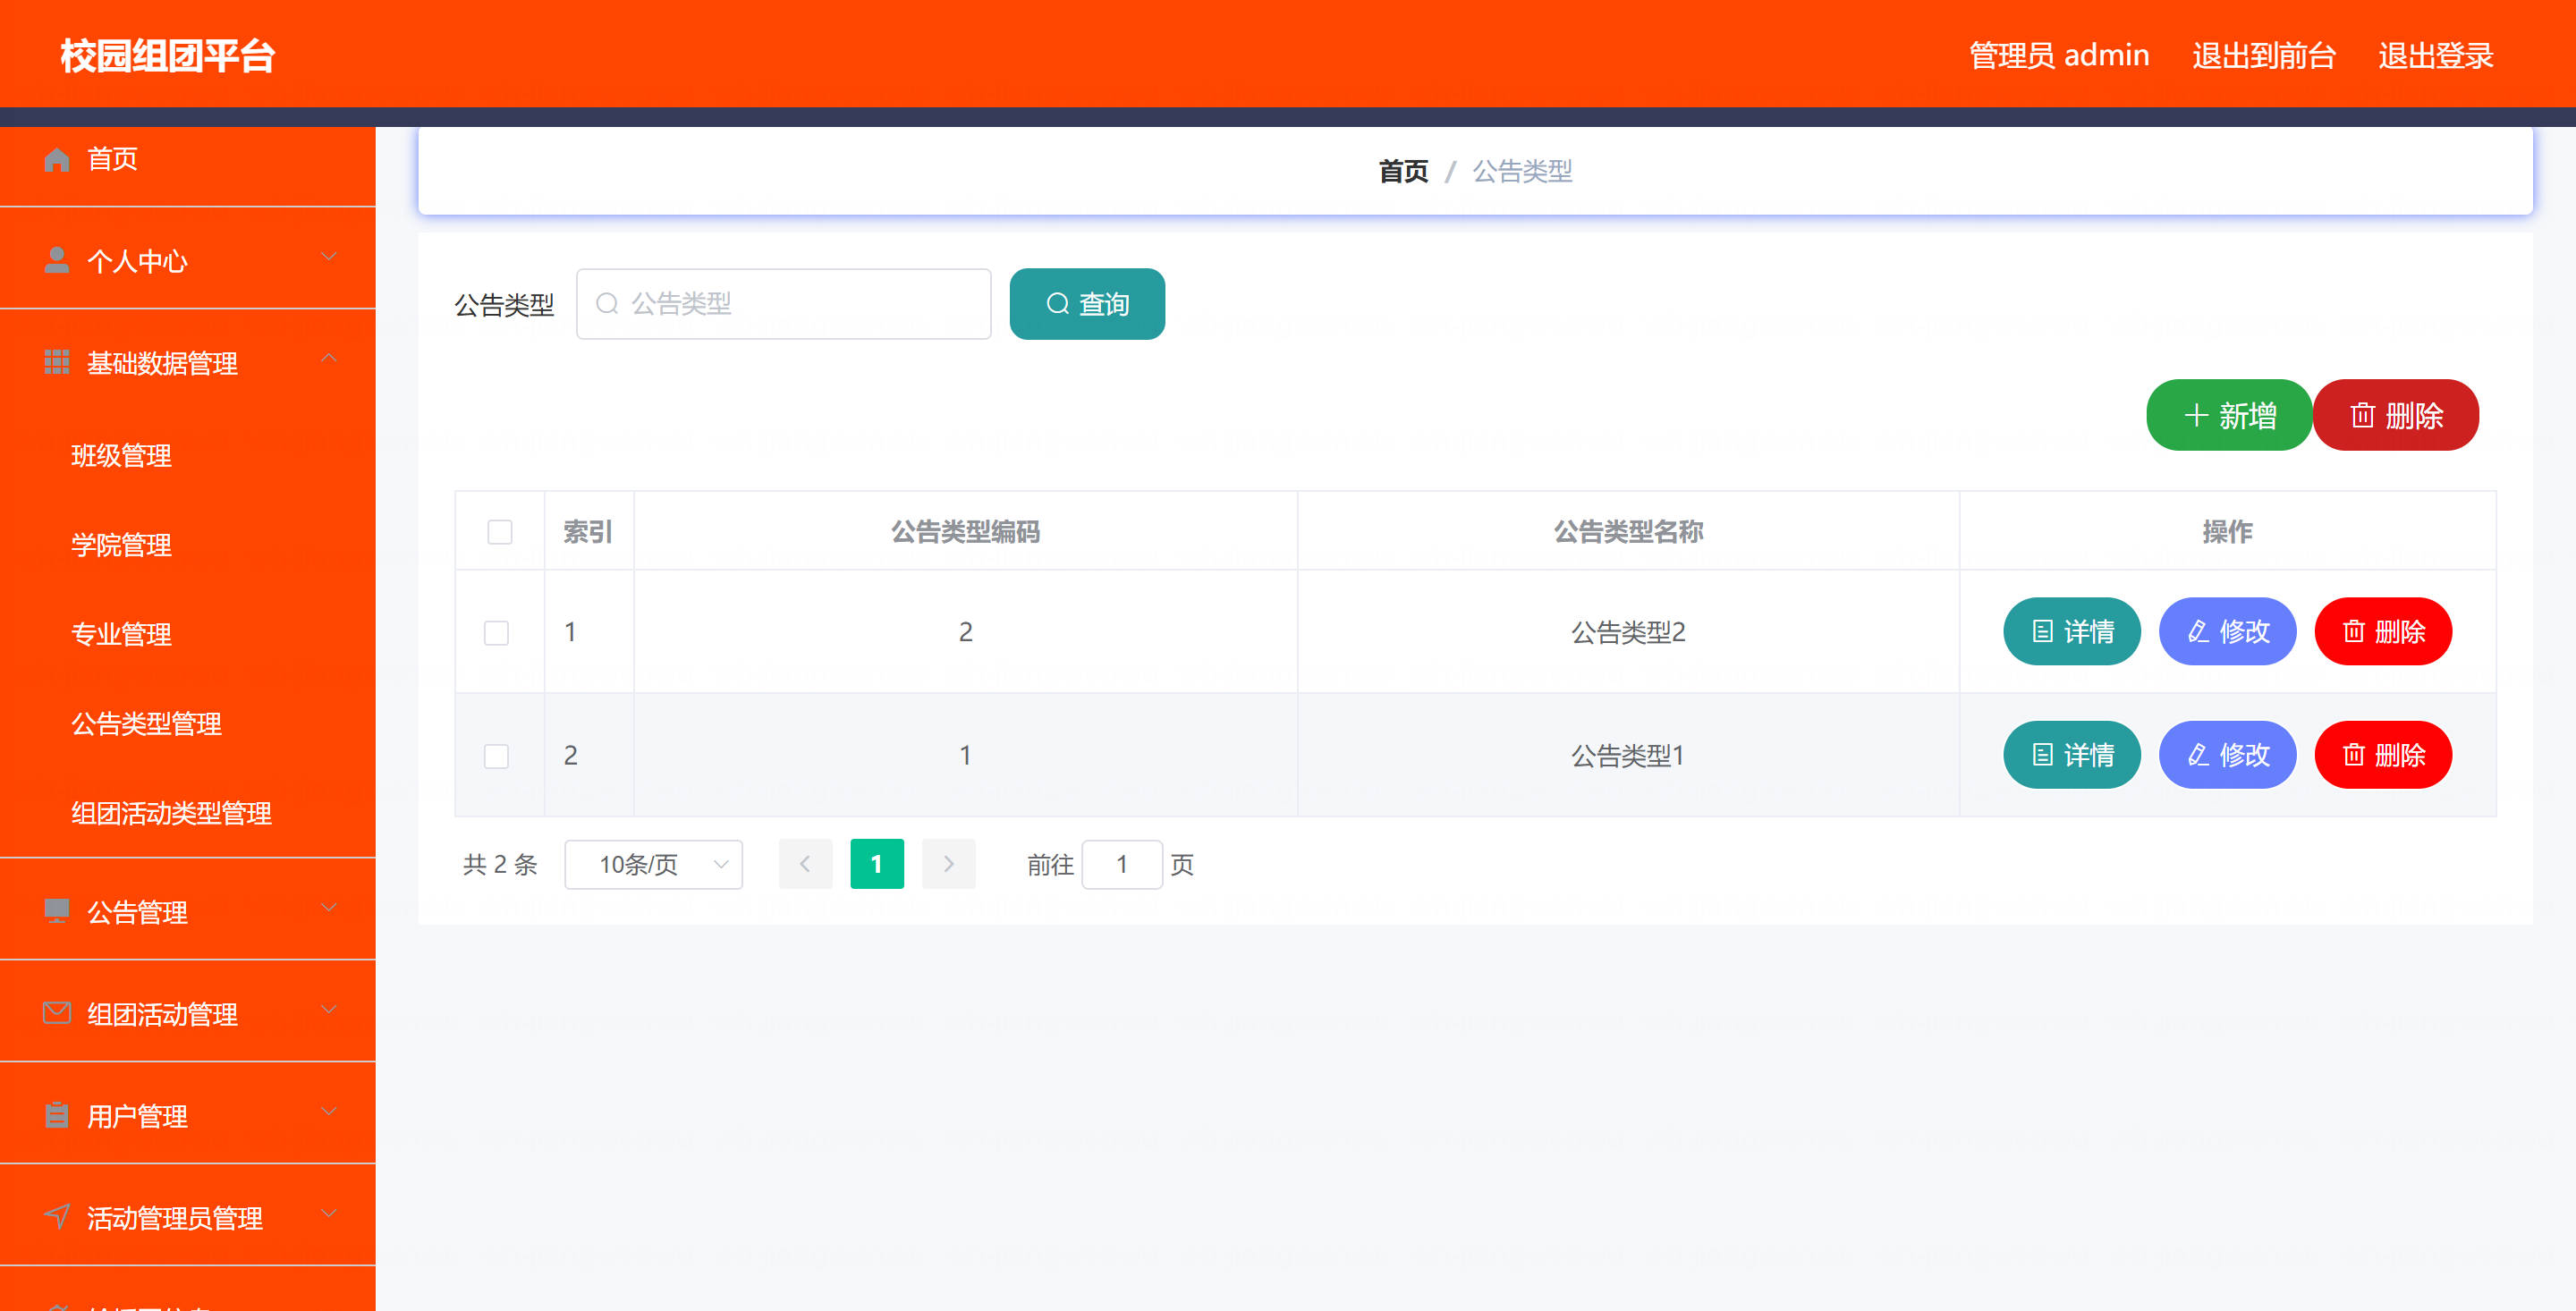 校园组团平台
管理员 admin 退出到前台 退出登录
首页
个人中心
基础数据管理
班级管理
学院管理
专业管理
公告类型管理
组团活动类型管理
公告管理
组团活动管理
用户管理
活动管理员管理
首页 / 公告类型
公告类型 公告类型 查询
新增 删除
索引 公告类型编码 公告类型名称 操作
1 2 公告类型2 详情 修改 删除
2 1 公告类型1 详情 修改 删除
共 2 条 10条/页 1 前往 1 页